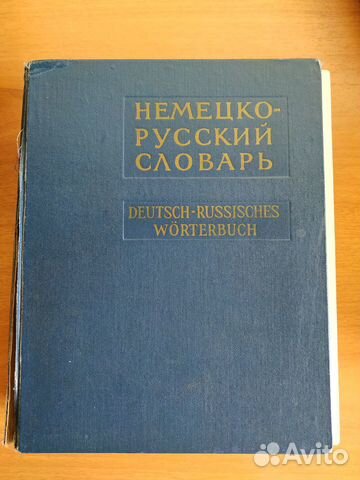 НЕМЕЦКО-
РУССКИЙ
СЛОВАРЬ
DEUTSCH-RUSSISCHES
WÖRTERBUCH
Avito